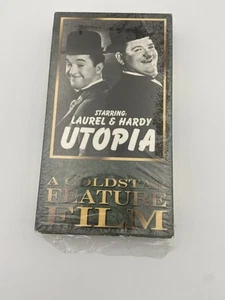 STARRING:
LAUREL & HARDY
UTOPIA
A GOLDSTAR
FEATURE
FILM